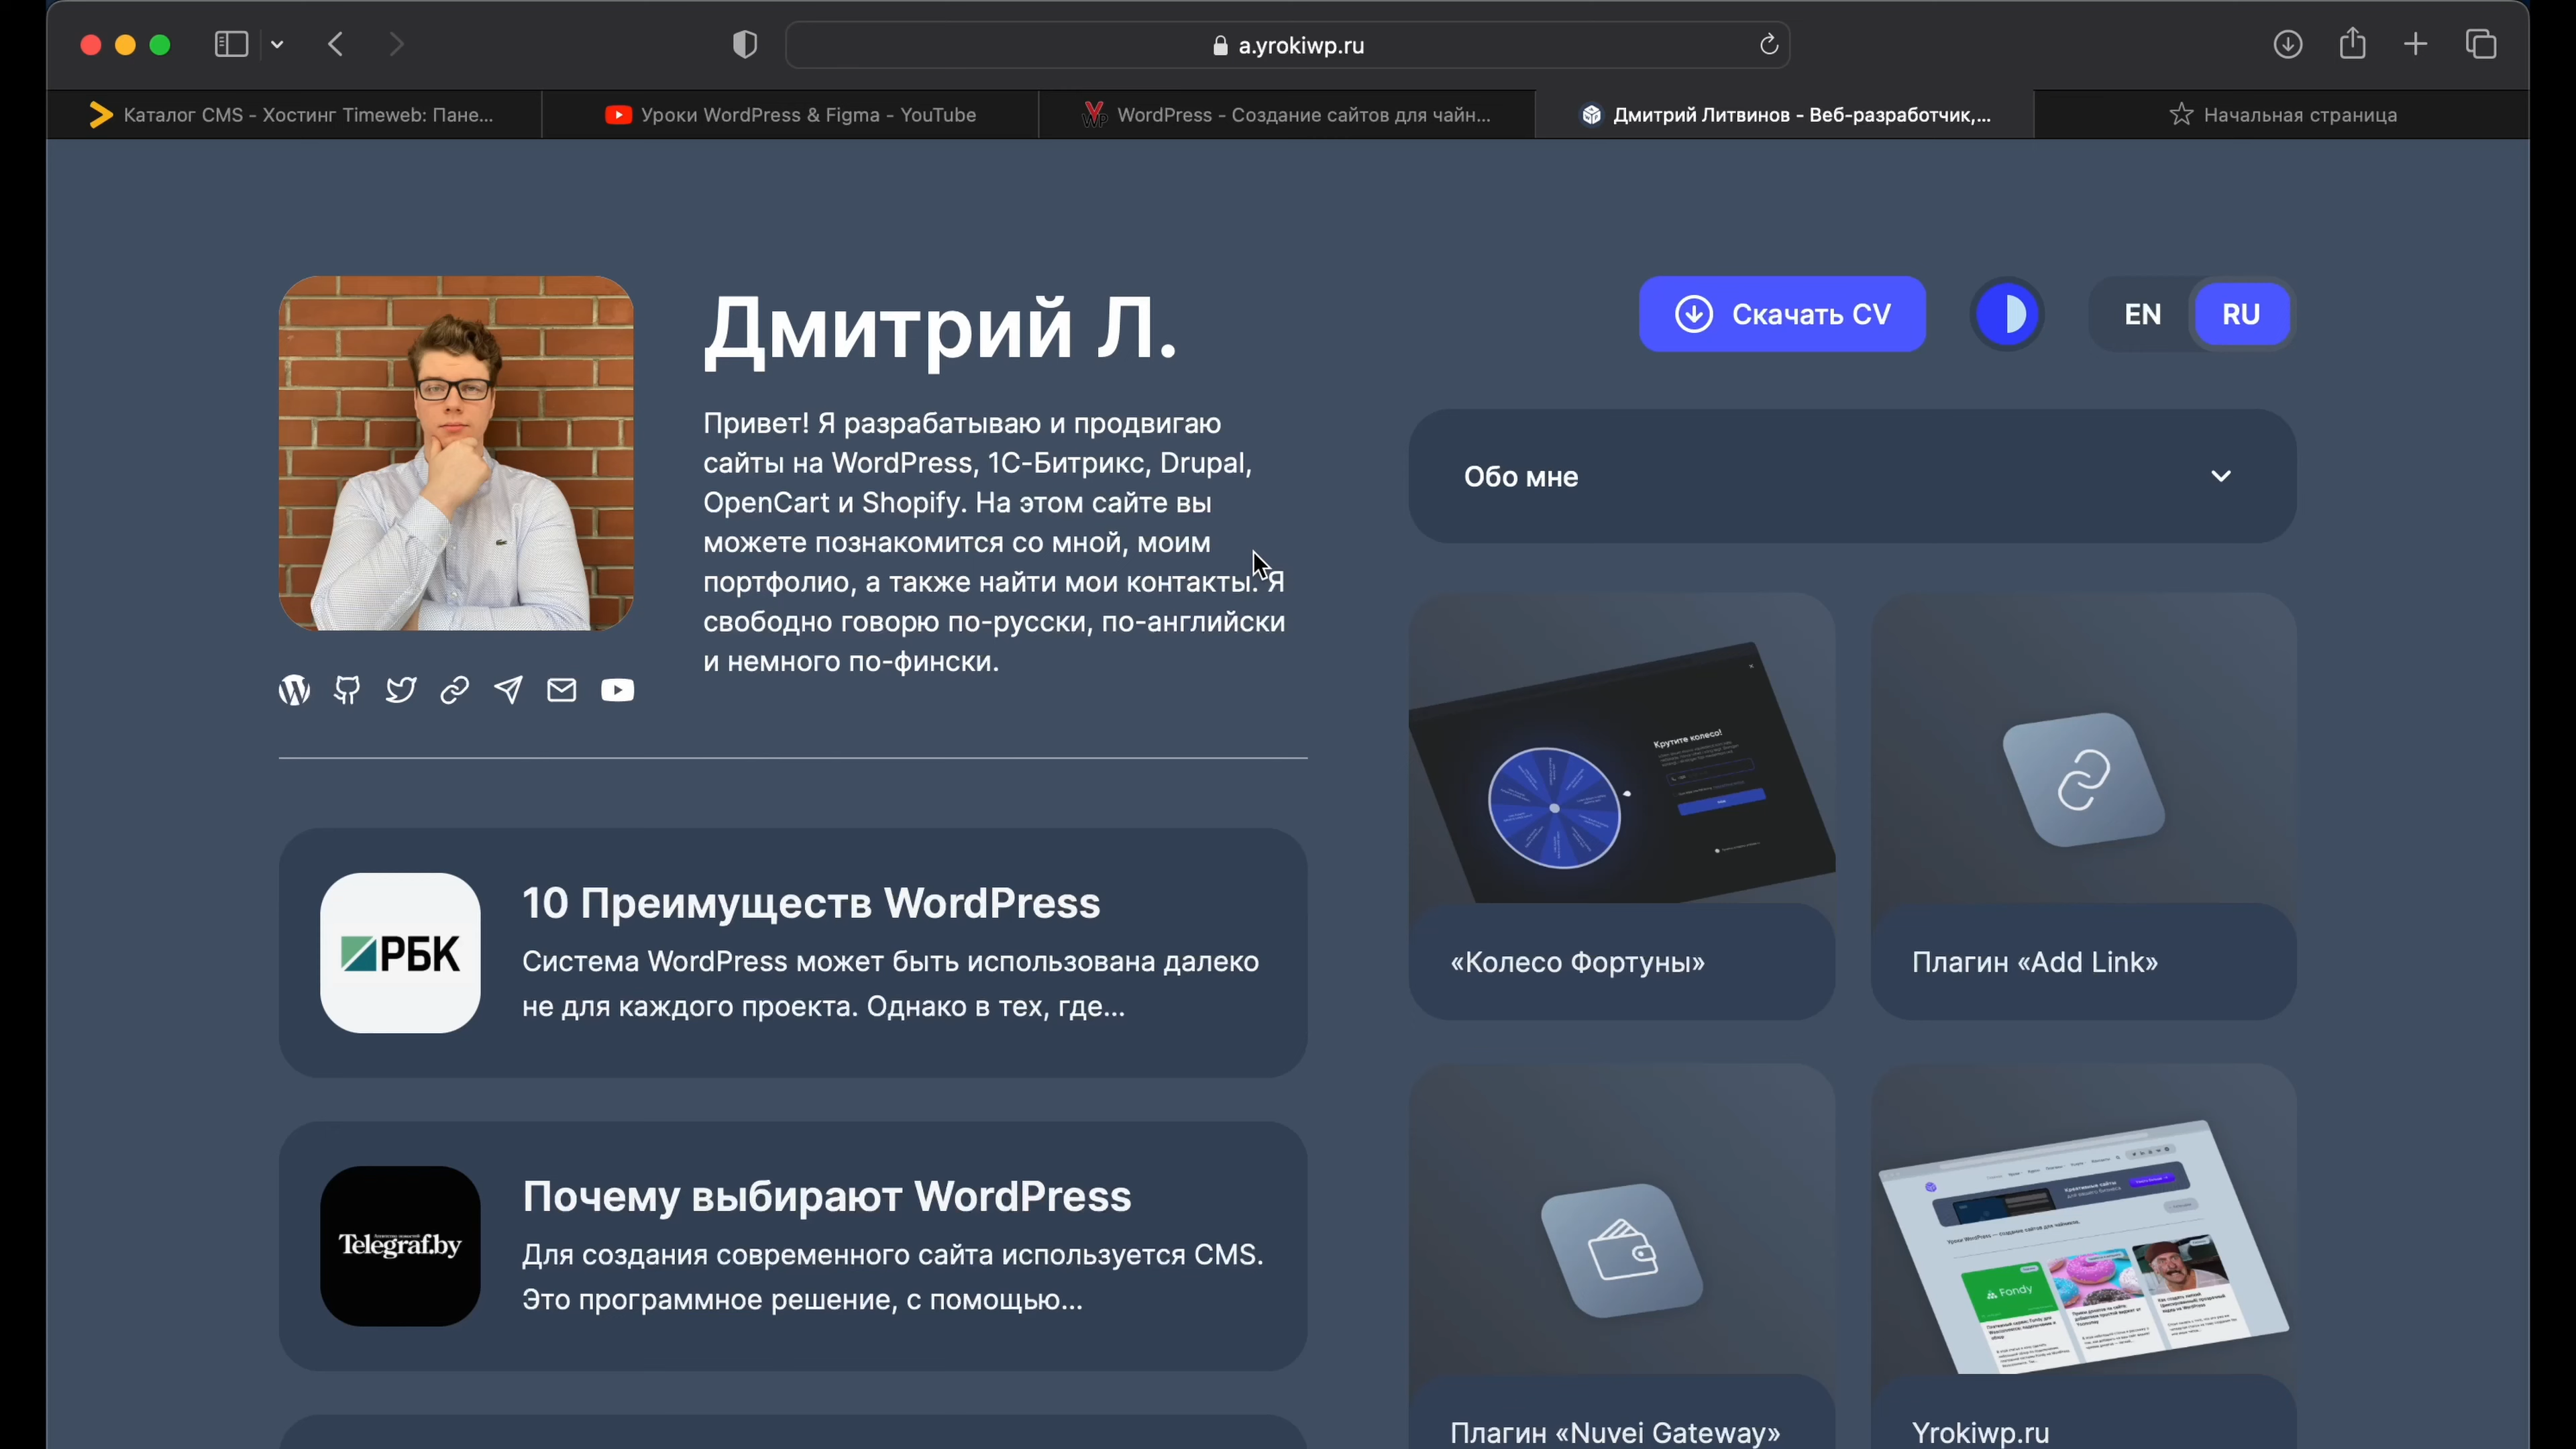 a.yrokiwp.ru
Каталог CMS - Хостинг Timeweb: Пане...
Уроки WordPress & Figma - YouTube
WordPress - Создание сайтов для чайн...
Дмитрий Литвинов - Веб-разработчик,...
Начальная страница
Дмитрий Л.
Привет! Я разрабатываю и продвигаю
сайты на WordPress, 1С-Битрикс, Drupal,
OpenCart и Shopify. На этом сайте вы
можете познакомится со мной, моим
портфолио, а также найти мои контакты. Я
свободно говорю по-русски, по-английски
и немного по-фински.
Скачать CV
EN
RU
Обо мне
РБК
10 Преимуществ WordPress
Система WordPress может быть использована далеко
не для каждого проекта. Однако в тех, где...
Telegraf.by
Почему выбирают WordPress
Для создания современного сайта используется CMS.
Это программное решение, с помощью...
Крутите колесо!
«Колесо Фортуны»
Плагин «Add Link»
Плагин «Nuvei Gateway»
Fondy
Yrokiwp.ru